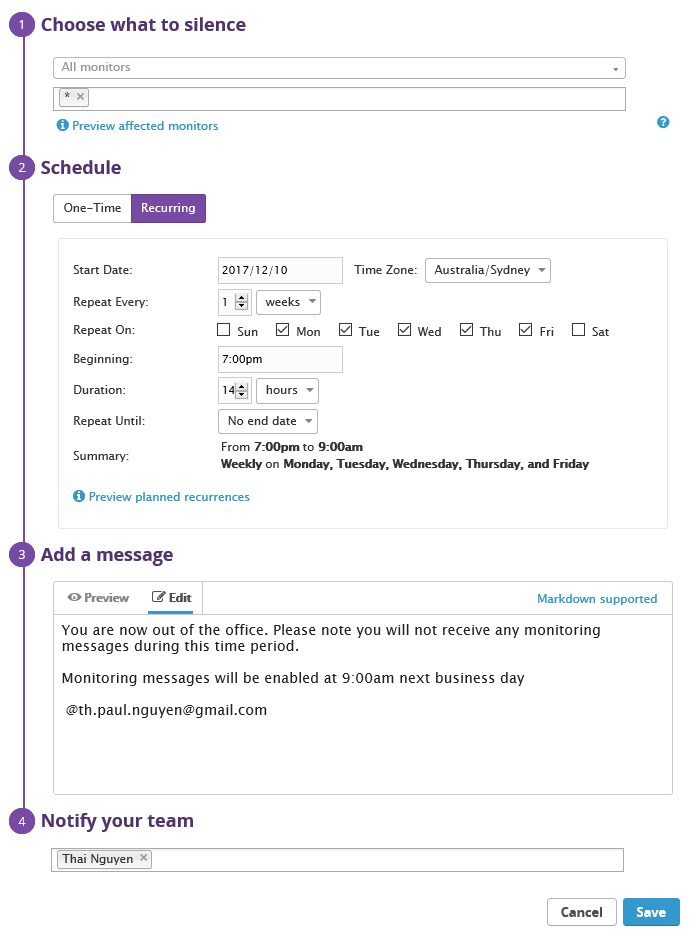 1 Choose what to silence
All monitors
* ×
Preview affected monitors
?
2 Schedule
One-Time Recurring
Start Date: 2017/12/10 Time Zone: Australia/Sydney
Repeat Every: 1 weeks
Repeat On: Sun Mon Tue Wed Thu Fri Sat
Beginning: 7:00pm
Duration: 14 hours
Repeat Until: No end date
From 7:00pm to 9:00am
Summary:
Weekly on Monday, Tuesday, Wednesday, Thursday, and Friday
Preview planned recurrences
3 Add a message
Preview Edit Markdown supported
You are now out of the office. Please note you will not receive any monitoring
messages during this time period.
Monitoring messages will be enabled at 9:00am next business day
@th.paul.nguyen@gmail.com
4 Notify your team
Thai Nguyen ×
Cancel Save